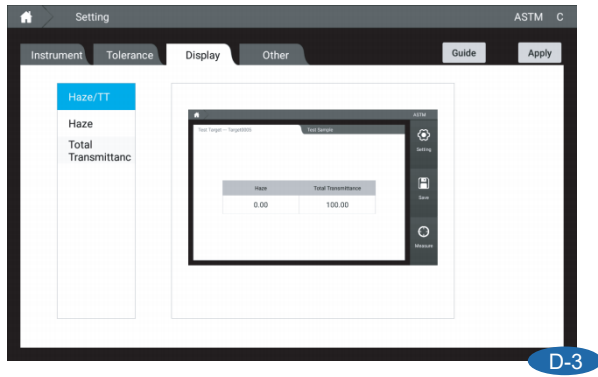 Setting ASTM C
Instrument Tolerance Display Other Guide Apply
Haze/TT
Haze
Total
Transmittanc
ASTM
Test Target -- Target0005 Test Sample
Setting
Haze Total Transmittance
0.00 100.00
Save
Measure
D-3